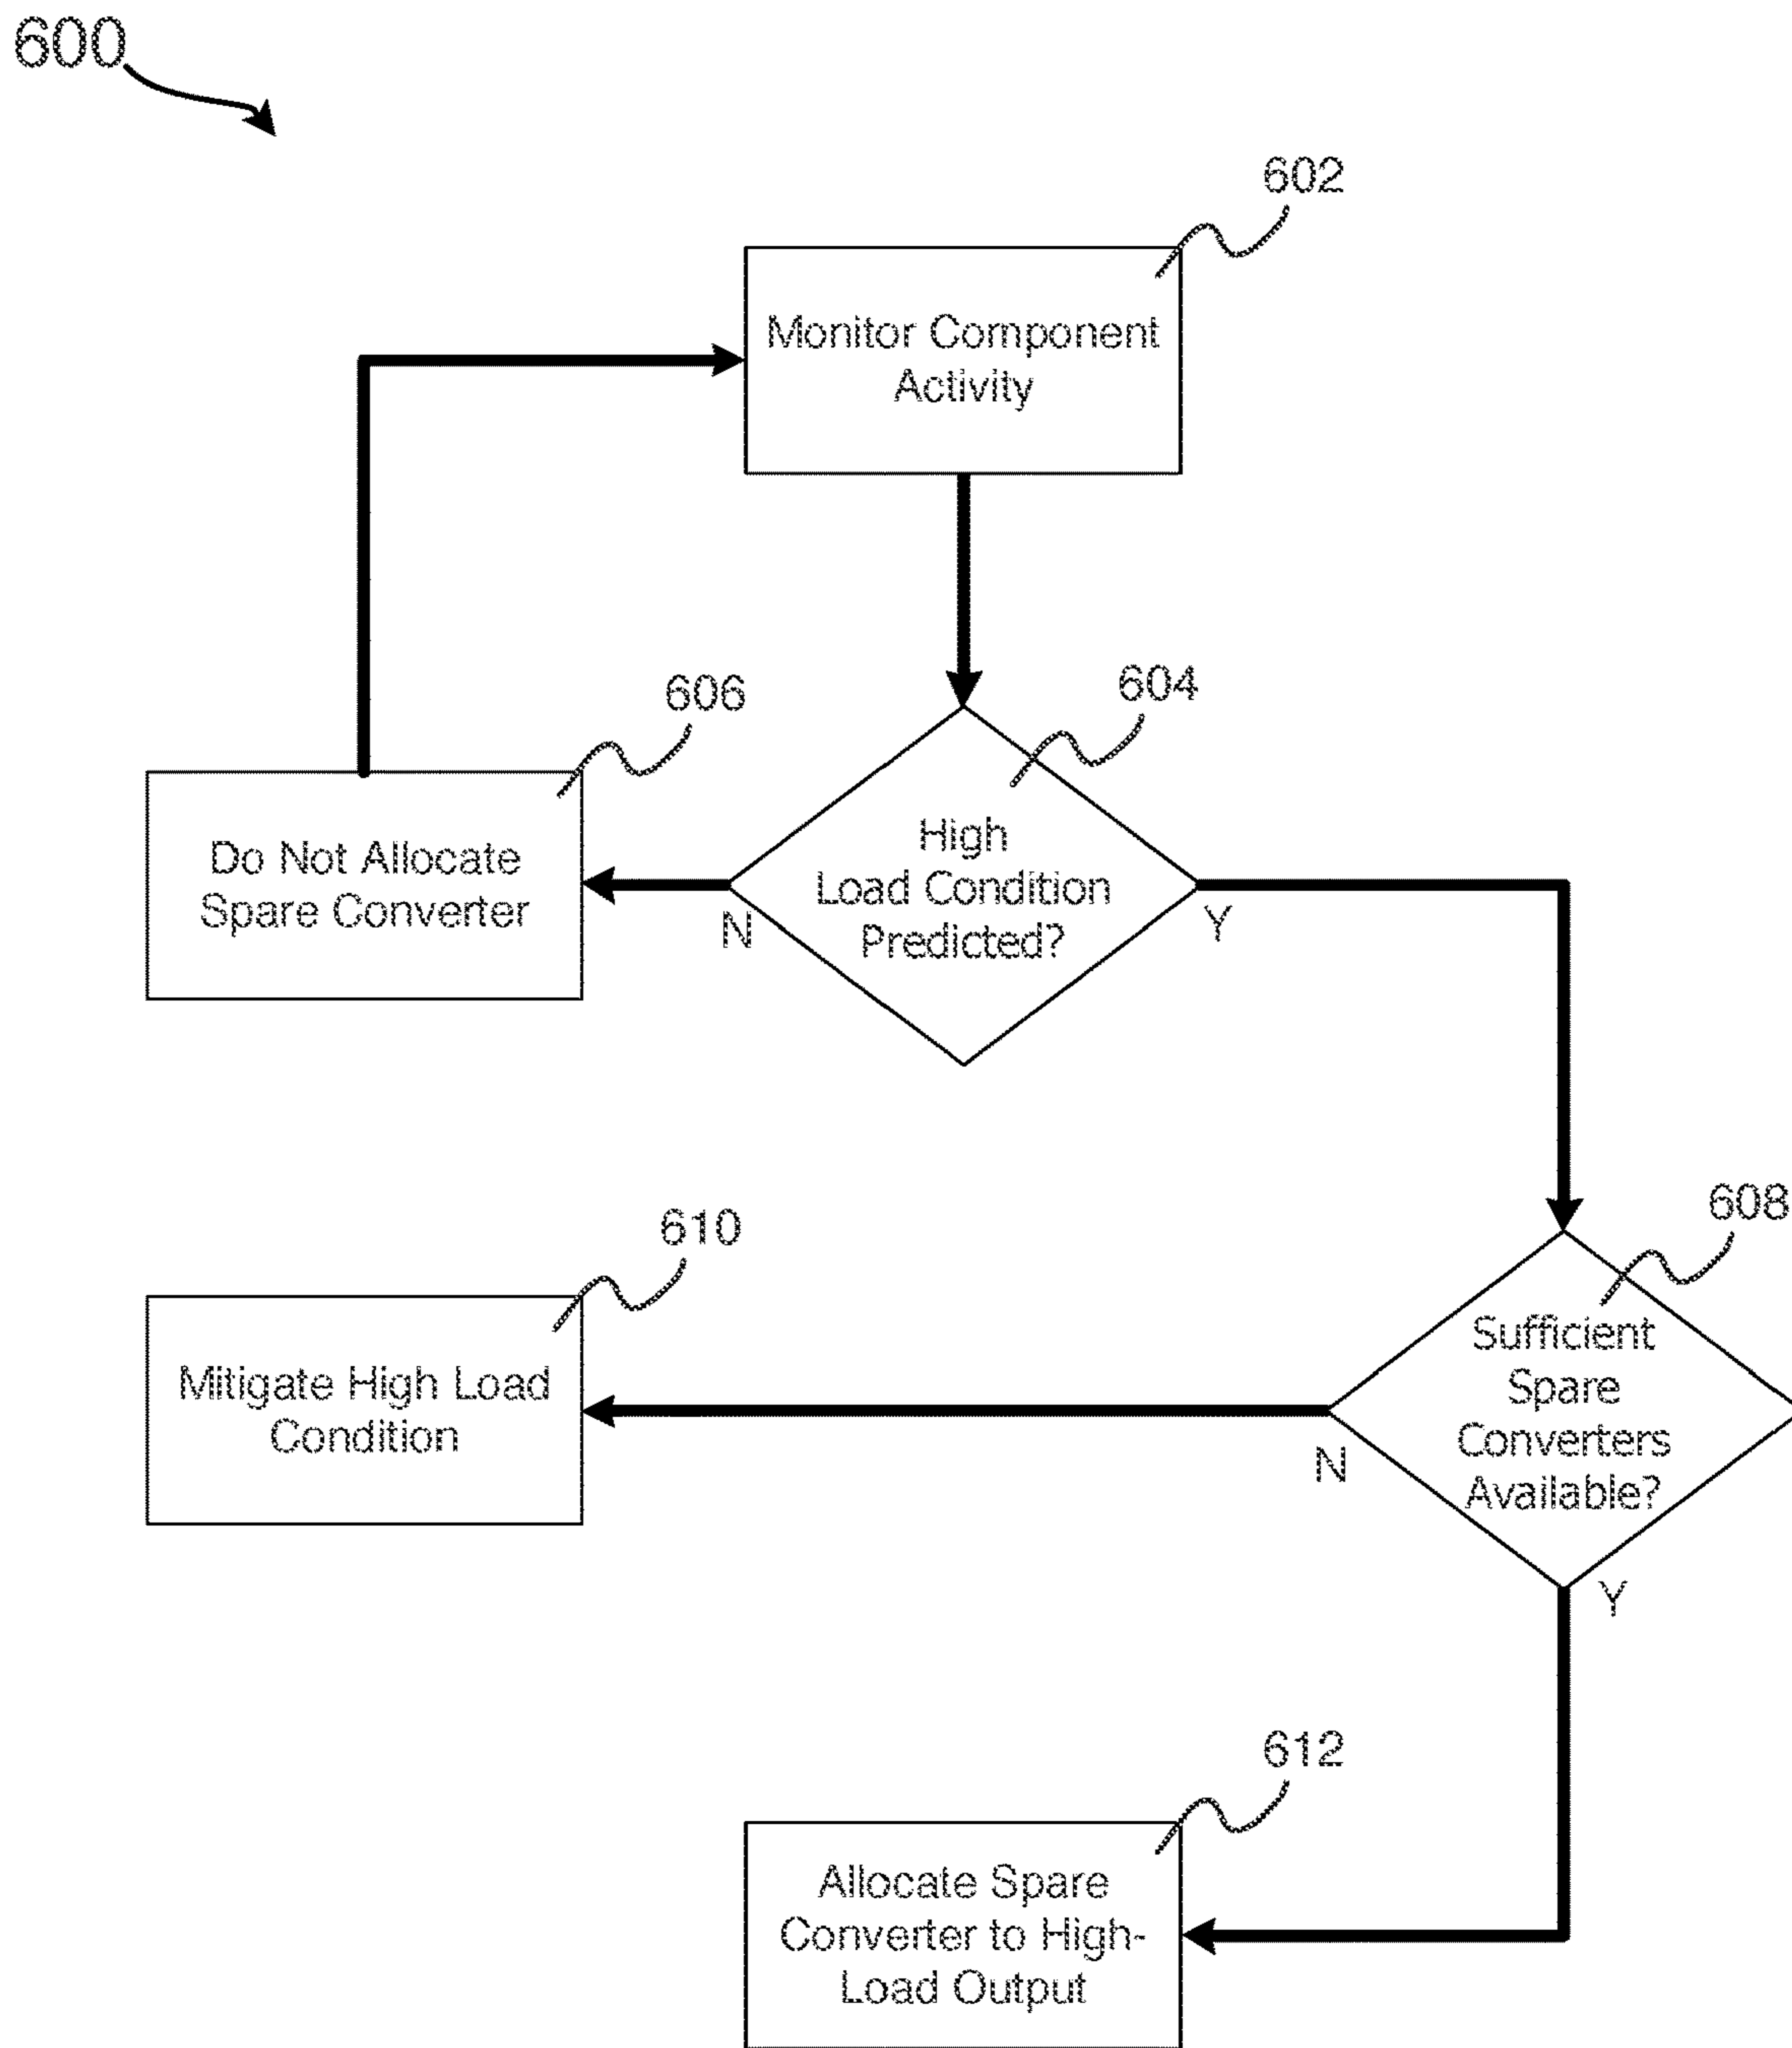 600
602
Monitor Component
Activity
606
604
Do Not Allocate
Spare Converter
High
Load Condition
Predicted?
N
Y
610
608
Mitigate High Load
Condition
Sufficient
Spare
Converters
Available?
N
Y
612
Allocate Spare
Converter to High-
Load Output